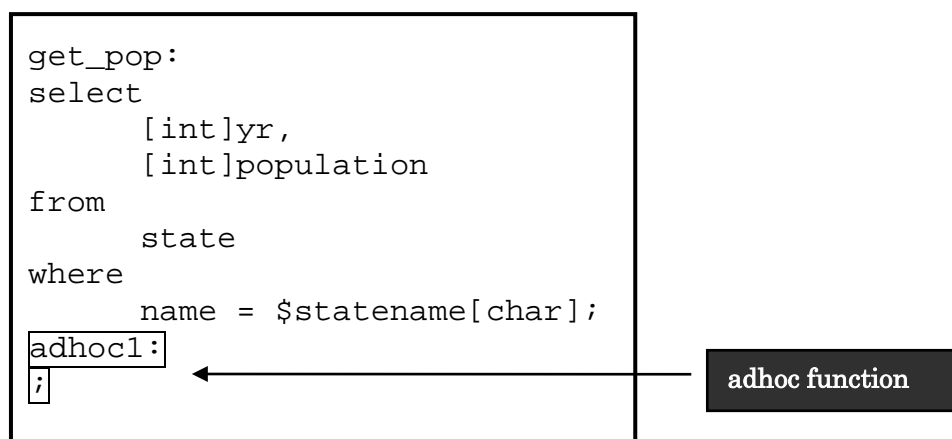 get_pop:
select
[int]yr,
[int]population
from
state
where
name = $statename[char];
adhoc1:
;
adhoc function